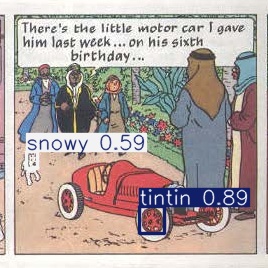 There's the little motor car I gave
him last week... on his sixth
birthday...
snowy 0.59
tintin 0.89